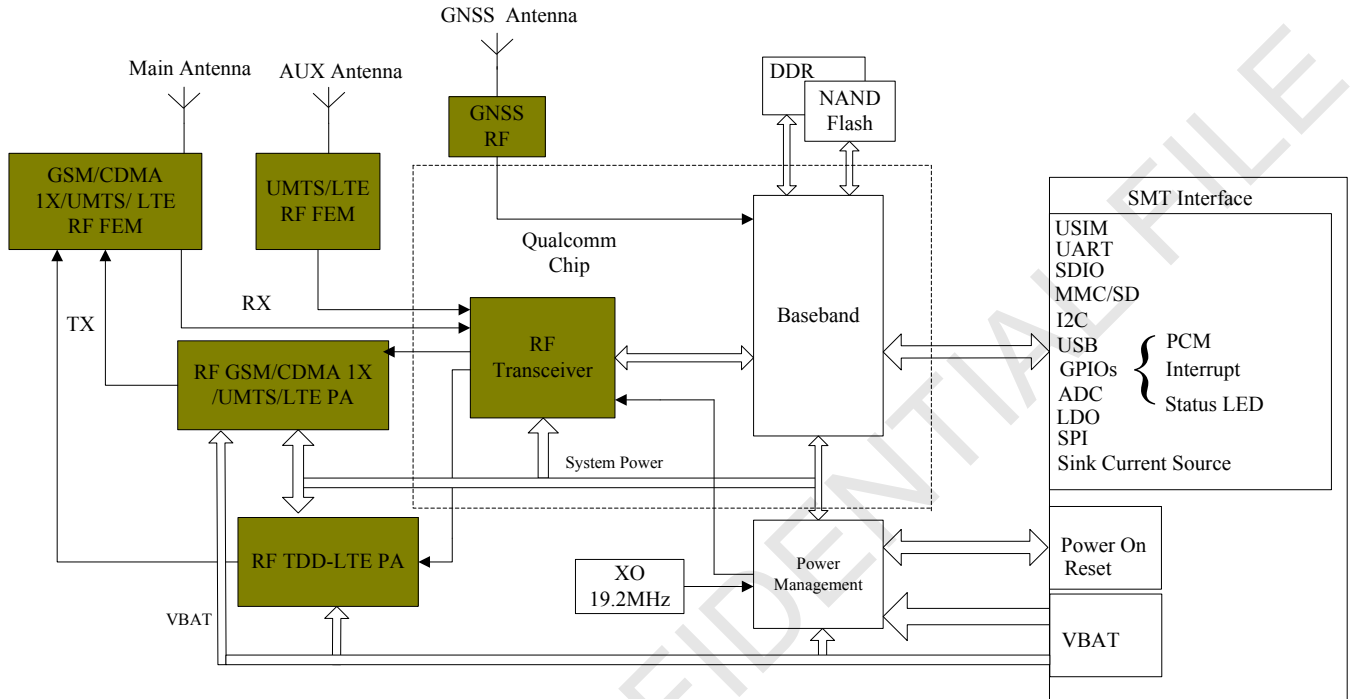 GNSS Antenna
Main Antenna
AUX Antenna
DDR
NAND
Flash
GNSS
RF
GSM/CDMA
1X/UMTS/ LTE
RF FEM
UMTS/LTE
RF FEM
Qualcomm
Chip
Baseband
SMT Interface
USIM
UART
SDIO
MMC/SD
I2C
USB
GPIOs
ADC
LDO
SPI
Sink Current Source
PCM
Interrupt
Status LED
RX
TX
RF
Transceiver
RF GSM/CDMA 1X
/UMTS/LTE PA
System Power
RF TDD-LTE PA
XO
19.2MHz
Power
Management
Power On
Reset
VBAT
VBAT
FIDENTIAL FILE